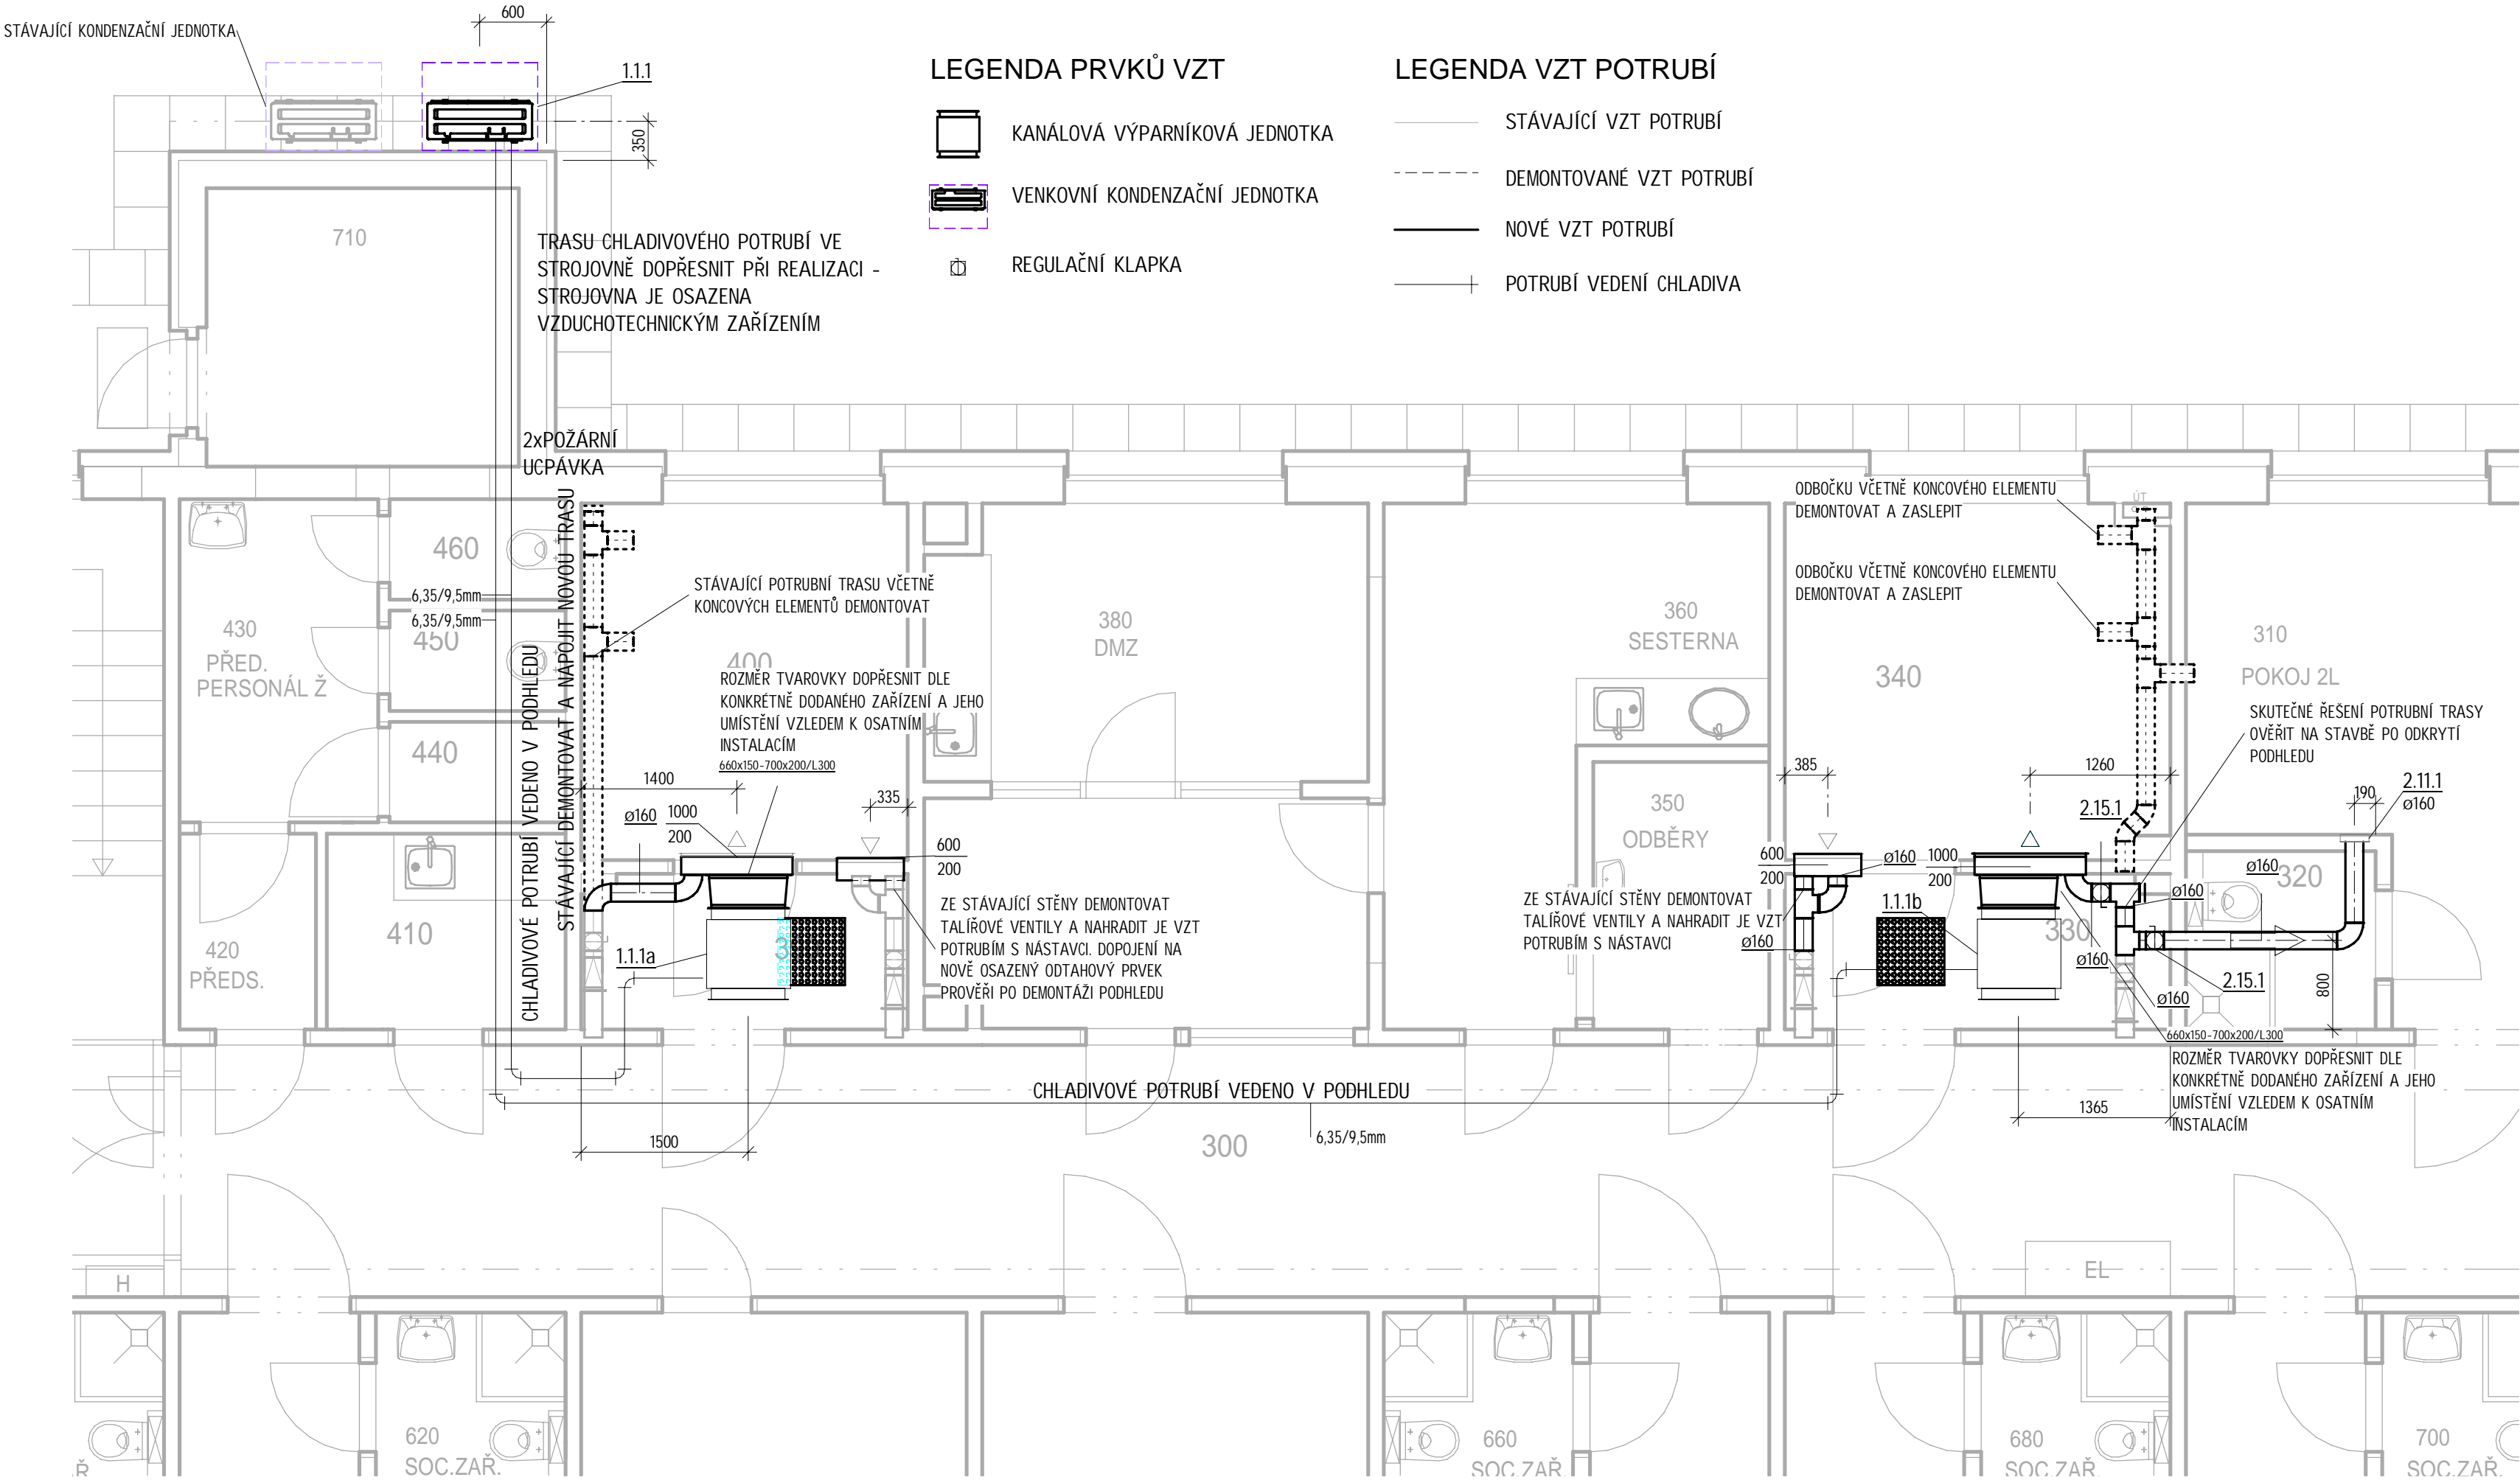 STÁVAJÍCÍ KONDENZAČNÍ JEDNOTKA
600
1.1.1
350
LEGENDA PRVKŮ VZT
KANÁLOVÁ VÝPARNÍKOVÁ JEDNOTKA
VENKOVNÍ KONDENZAČNÍ JEDNOTKA
REGULAČNÍ KLAPKA
LEGENDA VZT POTRUBÍ
STÁVAJÍCÍ VZT POTRUBÍ
DEMONTOVANÉ VZT POTRUBÍ
NOVÉ VZT POTRUBÍ
POTRUBÍ VEDENÍ CHLADIVA
710
TRASU CHLADIVOVÉHO POTRUBÍ VE
STROJOVNĚ DOPŘESNIT PŘI REALIZACI -
STROJOVNA JE OSAZENA
VZDUCHOTECHNICKÝM ZAŘÍZENÍM
2xPOŽÁRNÍ
UCPÁVKA
460
6,35/9,5mm
6,35/9,5mm
450
430
PŘED.
PERSONÁL Ž
440
420
PŘEDS.
410
CHLADIVOVÉ POTRUBÍ VEDENO V PODHLEDU
STÁVAJÍCÍ DEMONTOVAT A NAPOJIT NOVOU TRASU
STÁVAJÍCÍ POTRUBNÍ TRASU VČETNĚ
KONCOVÝCH ELEMENTŮ DEMONTOVAT
400
ROZMĚR TVAROVKY DOPŘESNIT DLE
KONKRÉTNĚ DODANÉHO ZAŘÍZENÍ A JEHO
UMÍSTĚNÍ VZLEDEM K OSATNÍM
INSTALACÍM
660x150-700x200/L300
1400
335
ø160
1000
200
600
200
1.1.1a
ZE STÁVAJÍCÍ STĚNY DEMONTOVAT
TALÍŘOVÉ VENTILY A NAHRADIT JE VZT
POTRUBÍM S NÁSTAVCI. DOPOJENÍ NA
NOVĚ OSAZENÝ ODTAHOVÝ PRVEK
PROVĚŘI PO DEMONTÁŽI PODHLEDU
1500
380
DMZ
360
SESTERNA
350
ODBĚRY
ODBOČKU VČETNĚ KONCOVÉHO ELEMENTU
DEMONTOVAT A ZASLEPIT
ODBOČKU VČETNĚ KONCOVÉHO ELEMENTU
DEMONTOVAT A ZASLEPIT
ÚT
340
310
POKOJ 2L
SKUTEČNÉ ŘEŠENÍ POTRUBNÍ TRASY
OVĚŘIT NA STAVBĚ PO ODKRYTÍ
PODHLEDU
385
1260
2.15.1
190
2.11.1
ø160
600
200
ø160
1000
200
ZE STÁVAJÍCÍ STĚNY DEMONTOVAT
TALÍŘOVÉ VENTILY A NAHRADIT JE VZT
POTRUBÍM S NÁSTAVCI
ø160
1.1.1b
330
ø160
ø160
ø160
320
ø160
2.15.1
800
660x150-700x200/L300
ROZMĚR TVAROVKY DOPŘESNIT DLE
KONKRÉTNĚ DODANÉHO ZAŘÍZENÍ A JEHO
UMÍSTĚNÍ VZLEDEM K OSATNÍM
INSTALACÍM
1365
CHLADIVOVÉ POTRUBÍ VEDENO V PODHLEDU
6,35/9,5mm
300
H
EL
Ř
620
SOC.ZAŘ.
660
SOC.ZAŘ.
680
SOC.ZAŘ.
700
SOC.ZAŘ.